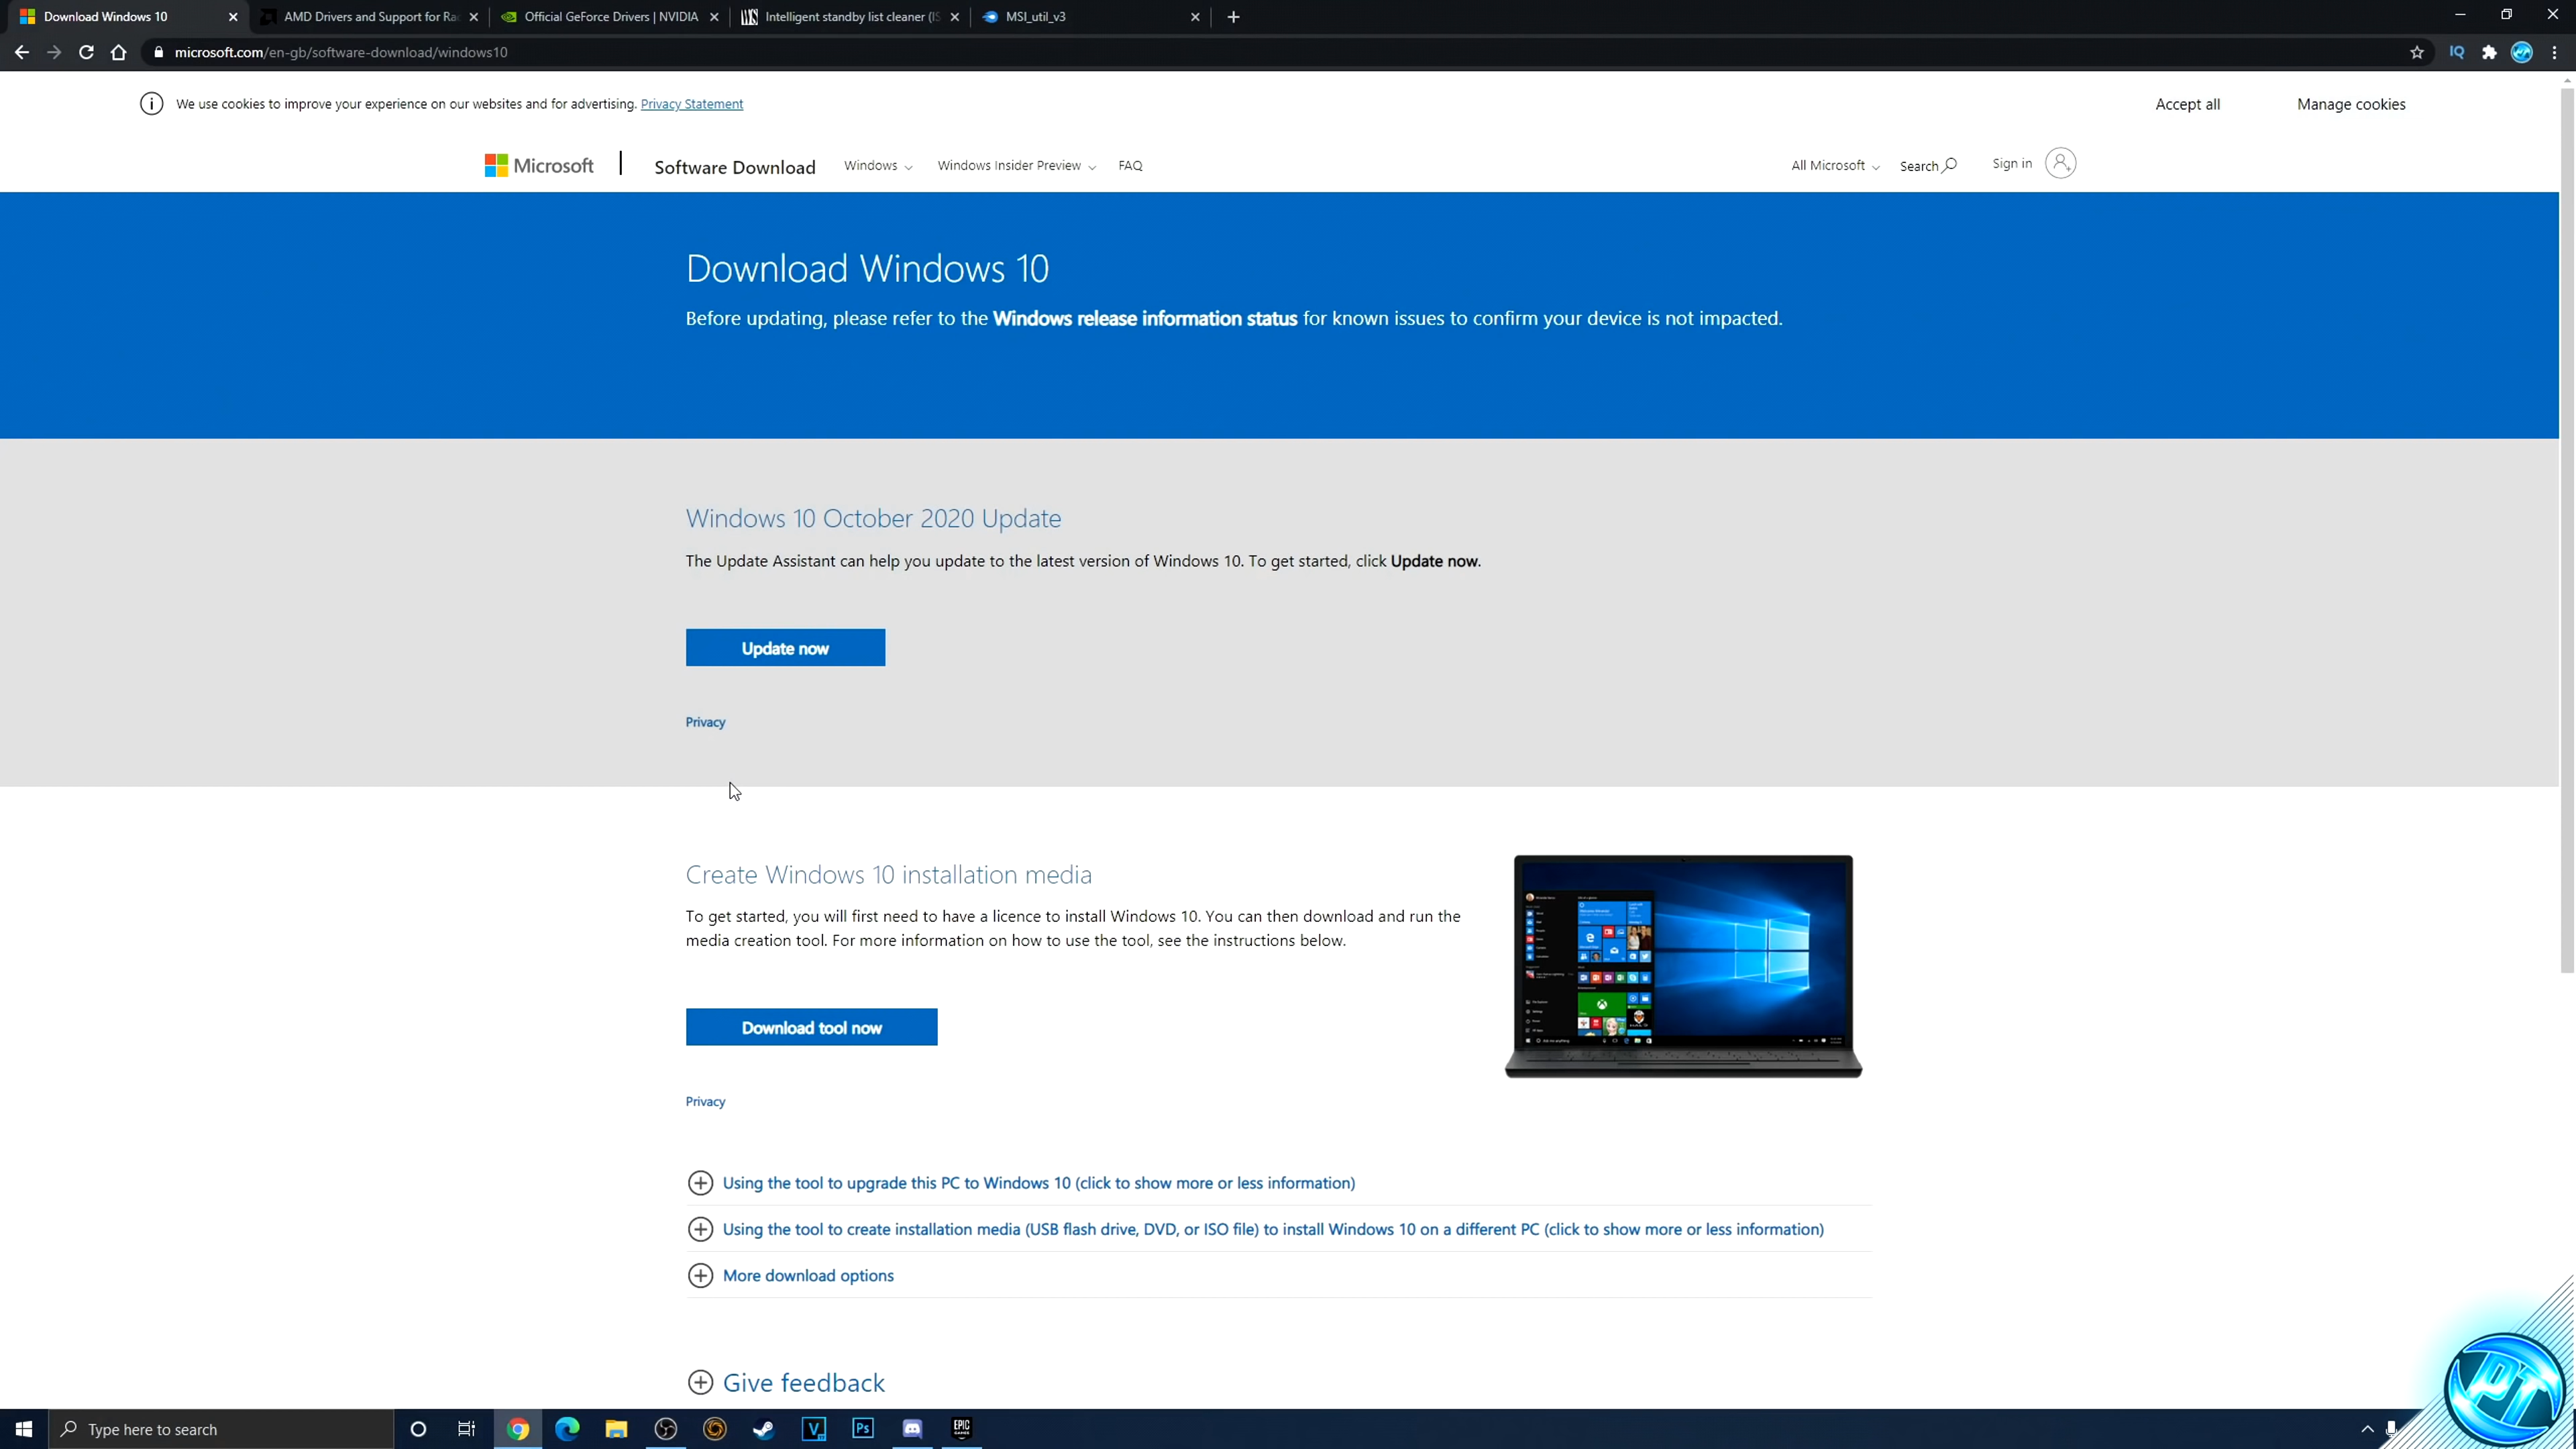 Download Windows 10
AMD Drivers and Support for Ra
Official GeForce Drivers | NVIDIA
Intelligent standby list cleaner (IS
MSI_util_v3
microsoft.com/en-gb/software-download/windows10
IQ
We use cookies to improve your experience on our websites and for advertising. Privacy Statement
Accept all
Manage cookies
Microsoft
Software Download
Windows
Windows Insider Preview
FAQ
All Microsoft
Search
Sign in
Download Windows 10
Before updating, please refer to the Windows release information status for known issues to confirm your device is not impacted.
Windows 10 October 2020 Update
The Update Assistant can help you update to the latest version of Windows 10. To get started, click Update now.
Update now
Privacy
Create Windows 10 installation media
To get started, you will first need to have a licence to install Windows 10. You can then download and run the
media creation tool. For more information on how to use the tool, see the instructions below.
Download tool now
Privacy
Using the tool to upgrade this PC to Windows 10 (click to show more or less information)
Using the tool to create installation media (USB flash drive, DVD, or ISO file) to install Windows 10 on a different PC (click to show more or less information)
More download options
Give feedback
Type here to search
V
Ps
EPIC
GAMES
PT